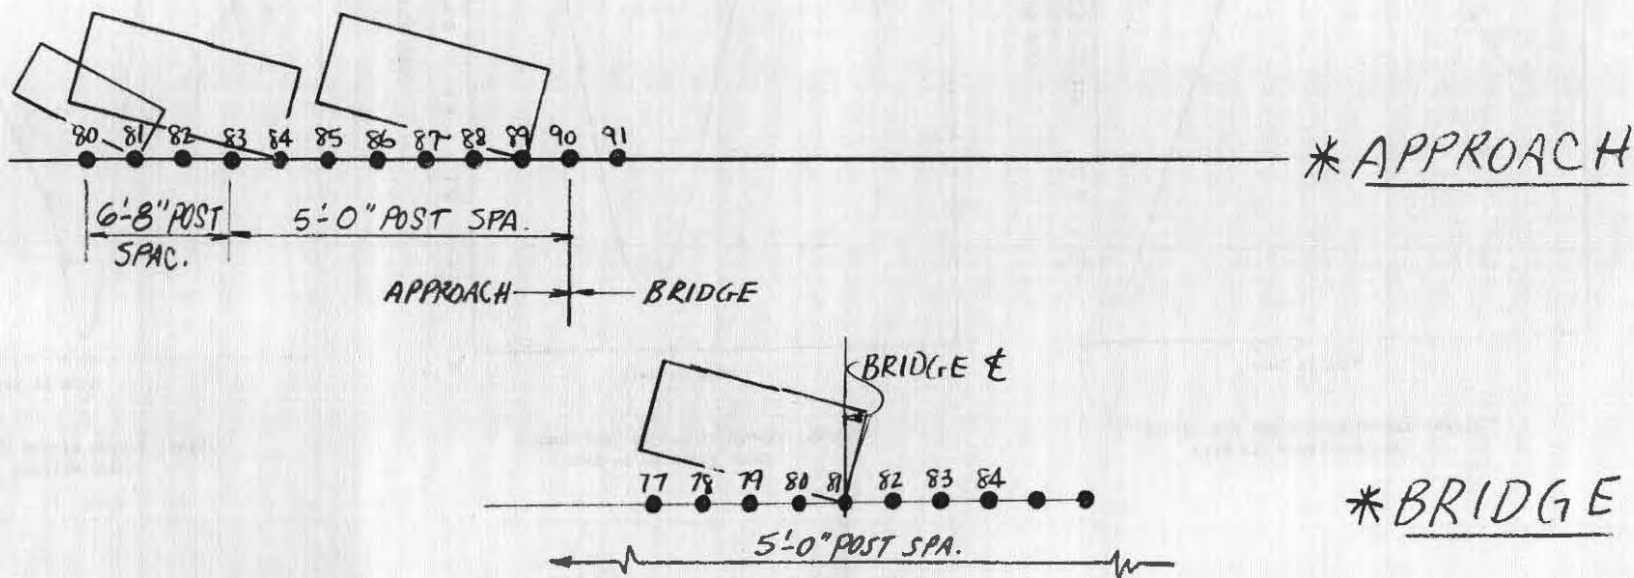 80 81 82 83 84 85 86 87 88 89 90 91
* APPROACH
6'-8" POST
SPAC.
5'-0" POST SPA.
APPROACH
BRIDGE
BRIDGE ℄
77 78 79 80 81 82 83 84
* BRIDGE
5'-0" POST SPA.